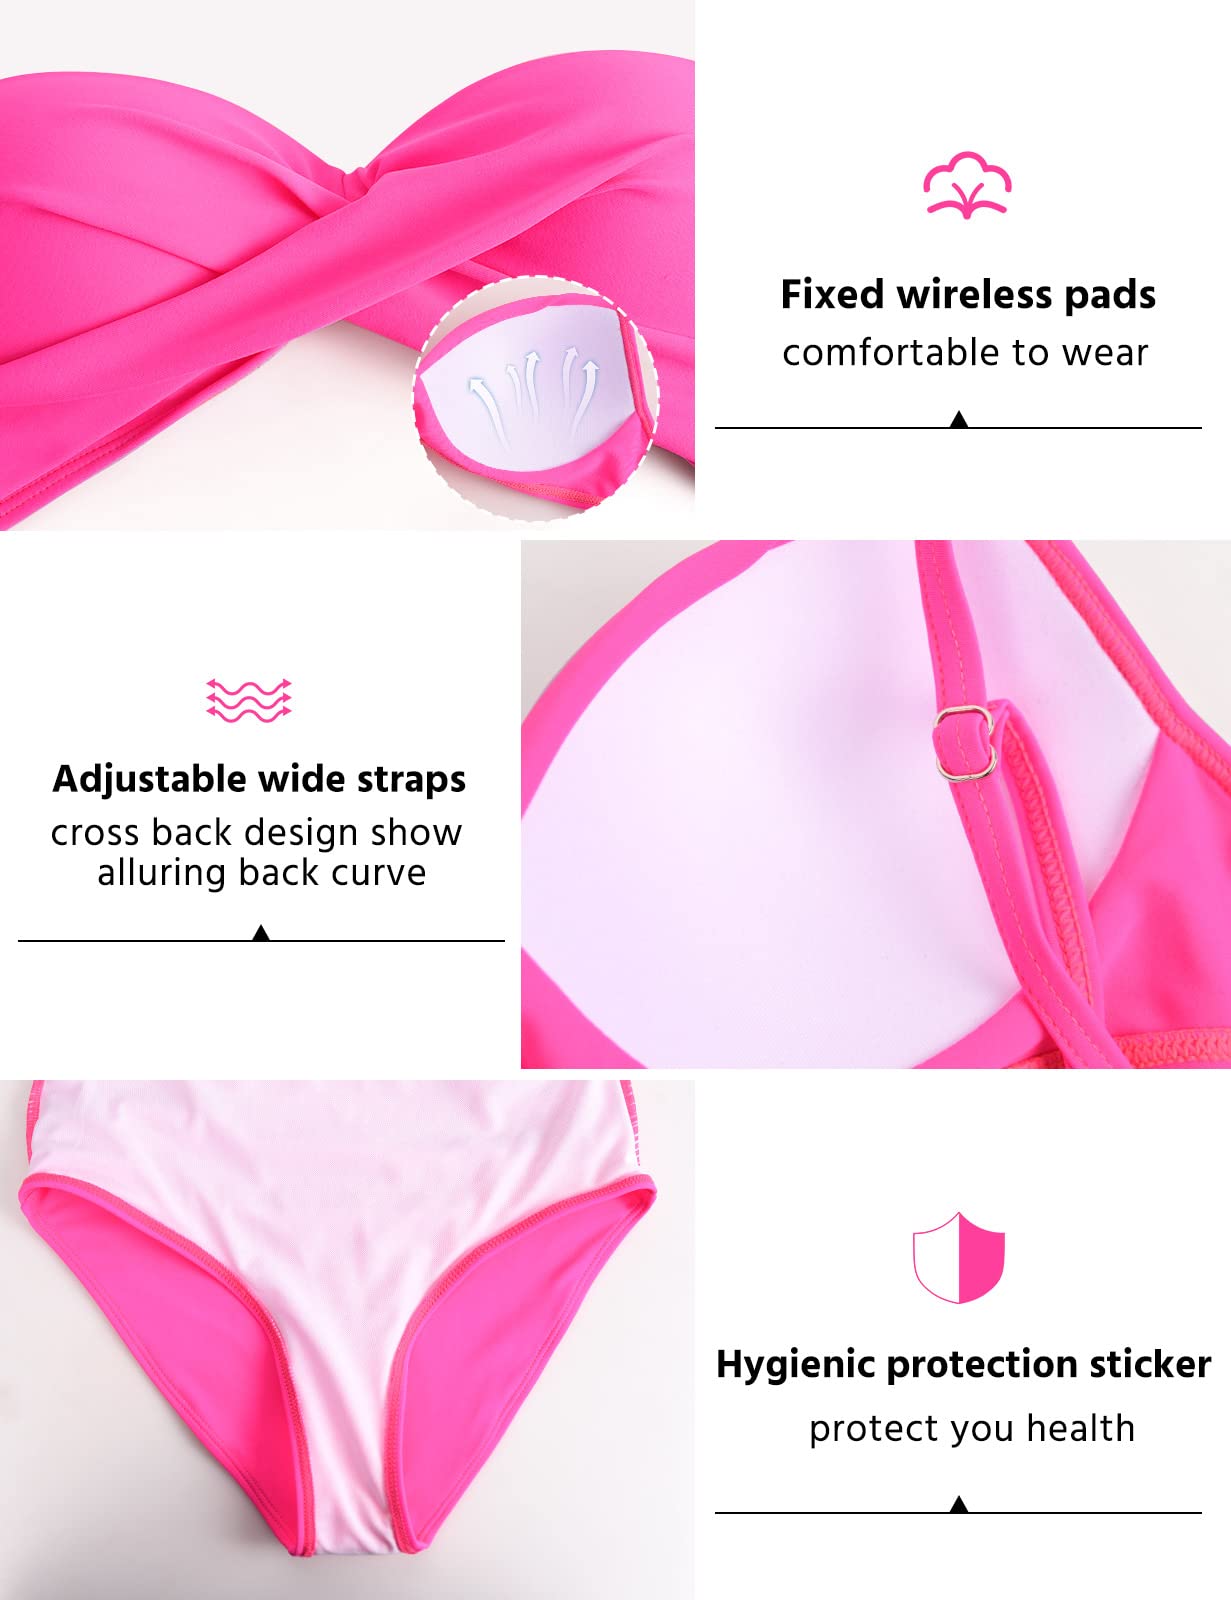 Fixed wireless pads
comfortable to wear
Adjustable wide straps
cross back design show
alluring back curve
Hygienic protection sticker
protect you health